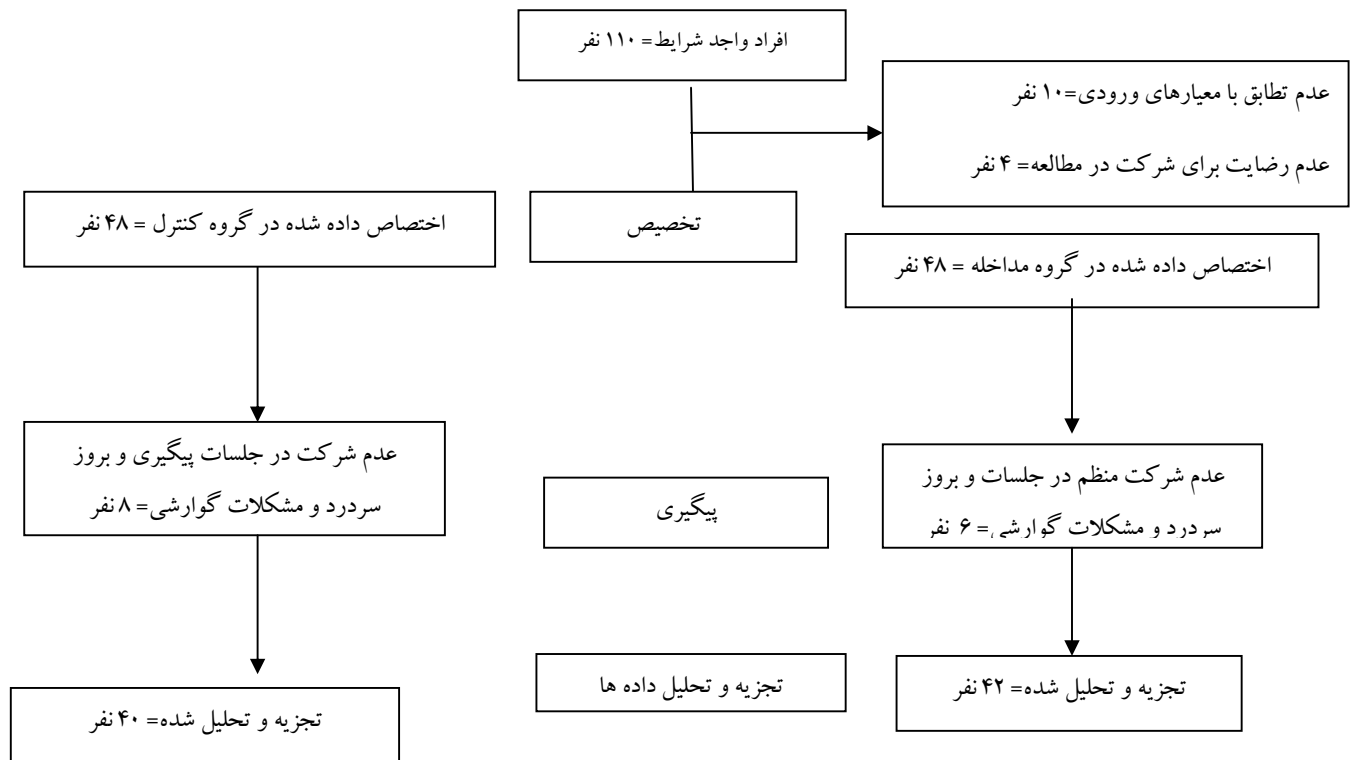 افراد واجد شرایط= ۱۱۰ نفر
عدم تطابق با معیارهای ورودی=۱۰ نفر
عدم رضایت برای شرکت در مطالعه= ۴ نفر
تخصیص
اختصاص داده شده در گروه مداخله = ۴۸ نفر
اختصاص داده شده در گروه کنترل = ۴۸ نفر
عدم شرکت منظم در جلسات و بروز
سردرد و مشکلات گوارشی= ۶ نفر
پیگیری
عدم شرکت در جلسات پیگیری و بروز
سردرد و مشکلات گوارشی= ۸ نفر
تجزیه و تحلیل شده= ۴۲ نفر
تجزیه و تحلیل داده ها
تجزیه و تحلیل شده= ۴۰ نفر